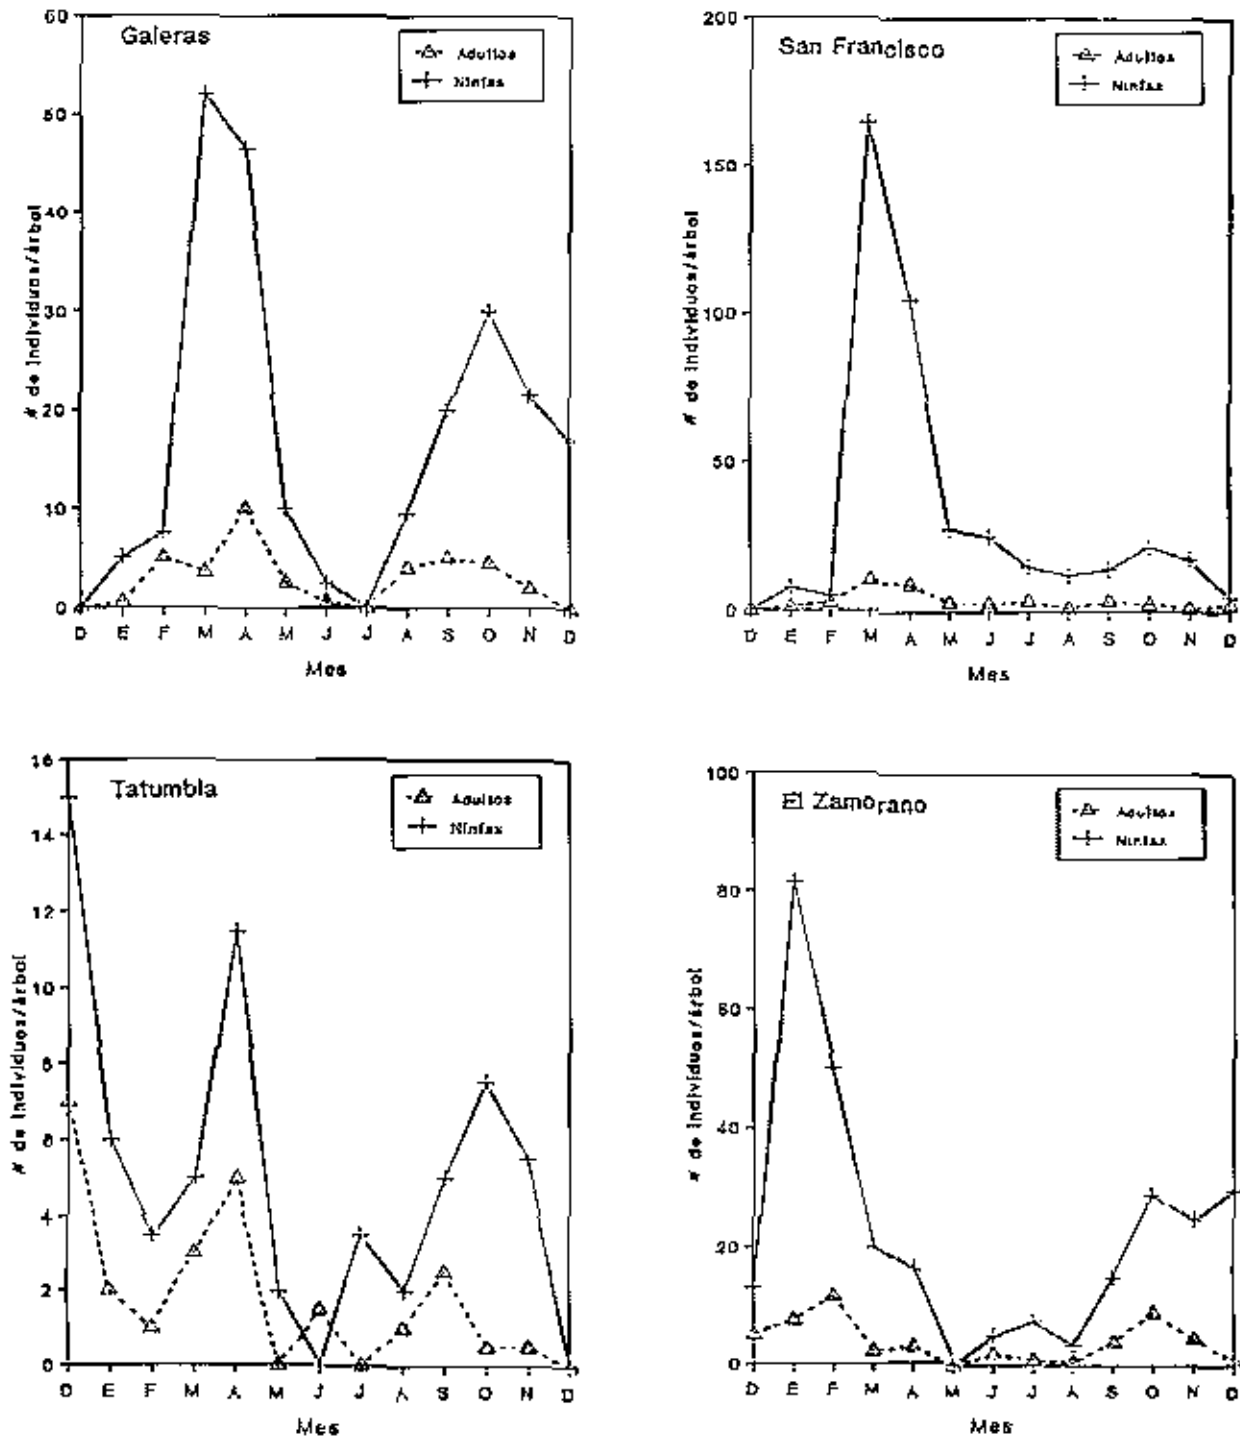 Galeras
Adultos
Ninfas
# de individuos/árbol
60
50
40
30
20
10
0
D E F M A M J J A S O N D
Mes
San Francisco
Adultos
Ninfas
# de individuos/árbol
200
150
100
50
0
D E F M A M J J A S O N D
Mes
Tatumbla
Adultos
Ninfas
# de individuos/árbol
16
14
12
10
8
6
4
2
0
D E F M A M J J A S O N D
Mes
El Zamorano
Adultos
Ninfas
# de individuos/árbol
100
80
60
40
20
0
D E F M A M J J A S O N D
Mes